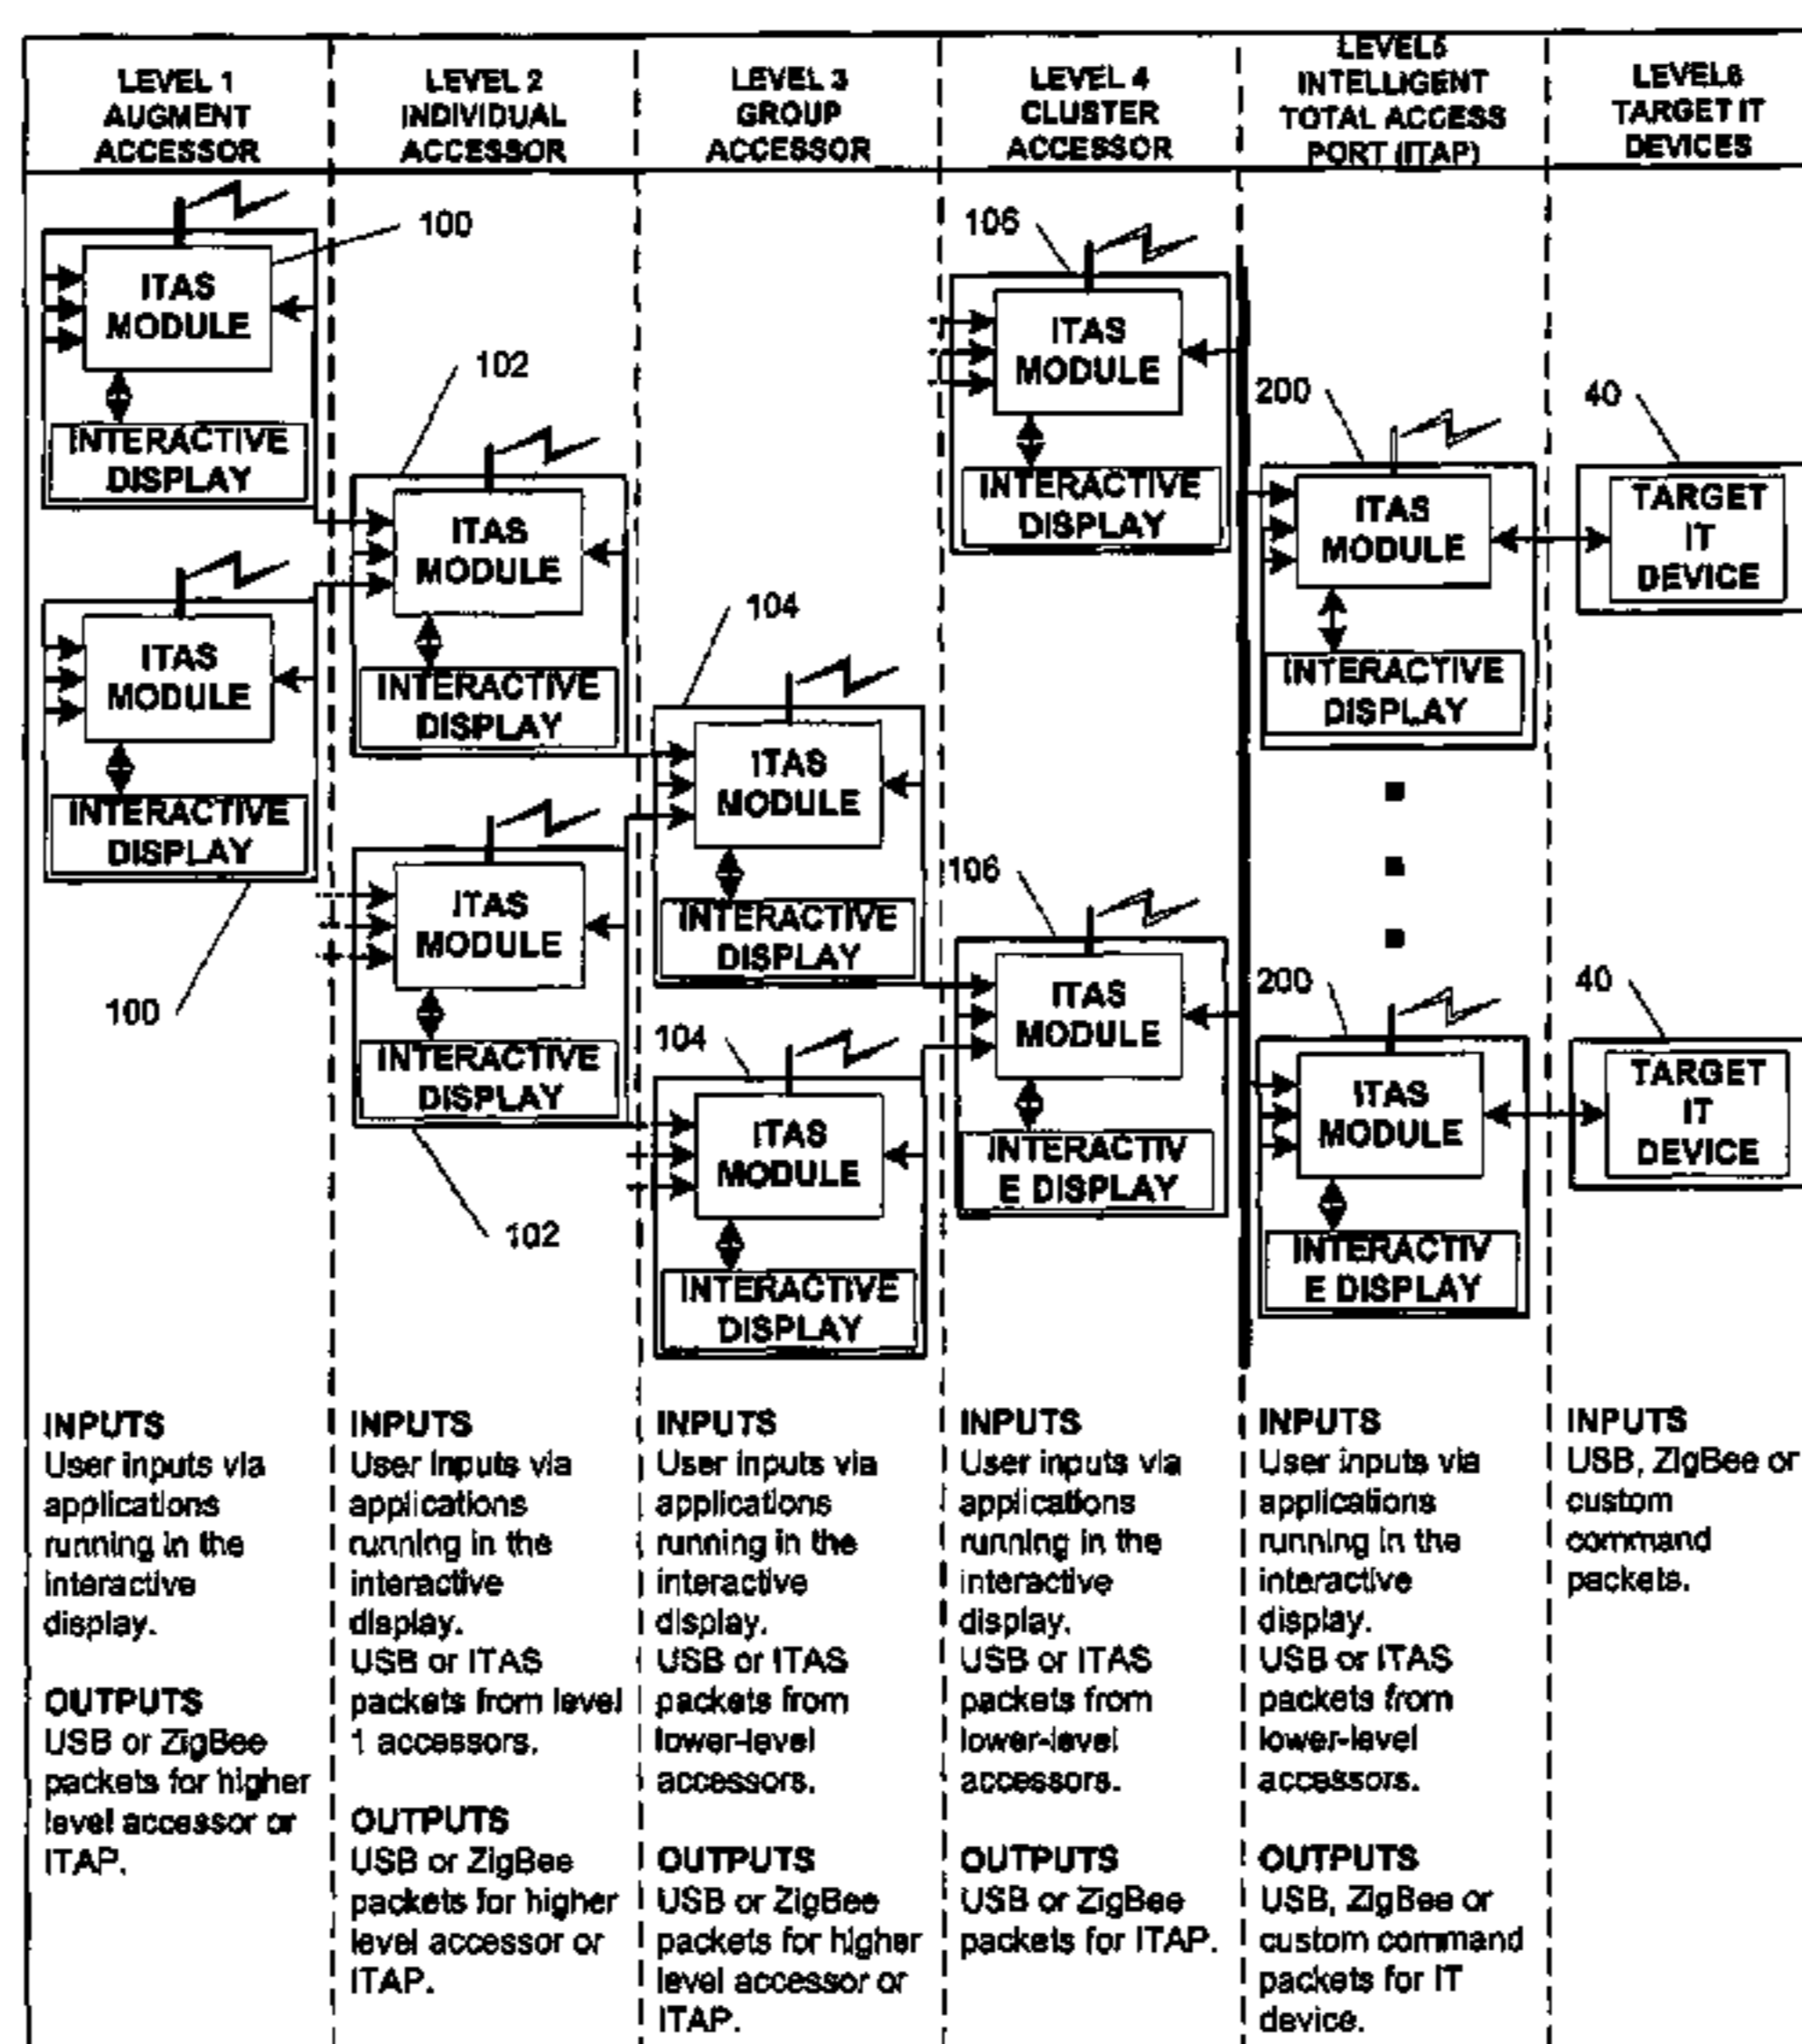 LEVEL 1
AUGMENT
ACCESSOR
LEVEL 2
INDIVIDUAL
ACCESSOR
LEVEL 3
GROUP
ACCESSOR
LEVEL 4
CLUSTER
ACCESSOR
LEVEL5
INTELLIGENT
TOTAL ACCESS
PORT (ITAP)
LEVEL6
TARGET IT
DEVICES
100
ITAS
MODULE
INTERACTIVE
DISPLAY
ITAS
MODULE
INTERACTIVE
DISPLAY
100
102
ITAS
MODULE
INTERACTIVE
DISPLAY
ITAS
MODULE
INTERACTIVE
DISPLAY
102
104
ITAS
MODULE
INTERACTIVE
DISPLAY
104
ITAS
MODULE
INTERACTIVE
DISPLAY
106
ITAS
MODULE
INTERACTIVE
DISPLAY
106
ITAS
MODULE
INTERACTIV
E DISPLAY
200
ITAS
MODULE
INTERACTIVE
DISPLAY
200
ITAS
MODULE
INTERACTIV
E DISPLAY
40
TARGET
IT
DEVICE
40
TARGET
IT
DEVICE
INPUTS
User inputs via
applications
running in the
interactive
display.
OUTPUTS
USB or ZigBee
packets for higher
level accessor or
ITAP.
INPUTS
User inputs via
applications
running in the
interactive
display.
USB or ITAS
packets from level
1 accessors.
OUTPUTS
USB or ZigBee
packets for higher
level accessor or
ITAP.
INPUTS
User inputs via
applications
running in the
interactive
display.
USB or ITAS
packets from
lower-level
accessors.
OUTPUTS
USB or ZigBee
packets for higher
level accessor or
ITAP.
INPUTS
User inputs via
applications
running in the
interactive
display.
USB or ITAS
packets from
lower-level
accessors.
OUTPUTS
USB or ZigBee
packets for ITAP.
INPUTS
User inputs via
applications
running in the
interactive
display.
USB or ITAS
packets from
lower-level
accessors.
OUTPUTS
USB, ZigBee or
custom command
packets for IT
device.
INPUTS
USB, ZigBee or
custom
command
packets.